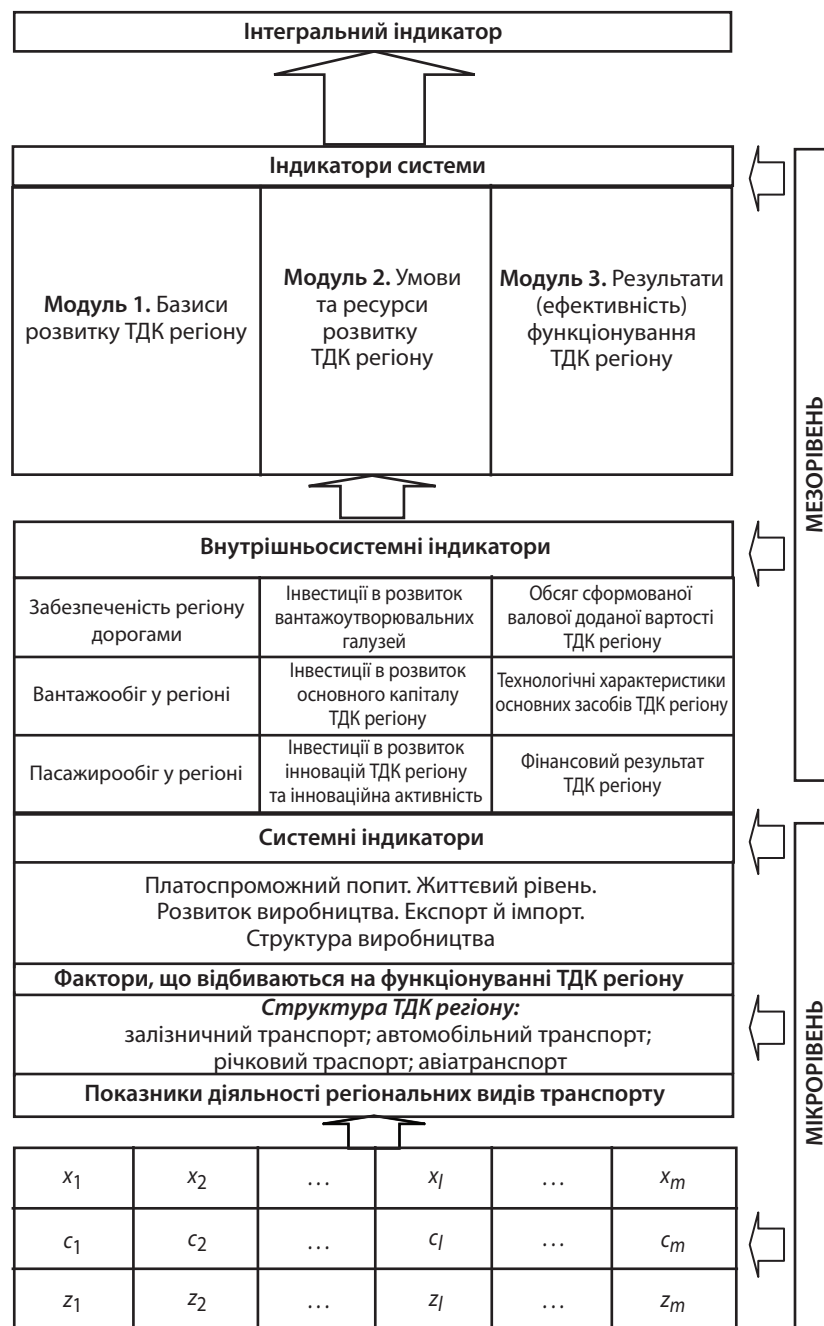 Інтегральний індикатор
Індикатори системи
Модуль 1. Базиси
розвитку ТДК регіону
Модуль 2. Умови
та ресурси
розвитку
ТДК регіону
Модуль 3. Результати
(ефективність)
функціонування
ТДК регіону
МЕЗОРІВЕНЬ
Внутрішньосистемні індикатори
Забезпеченість регіону
дорогами
Інвестиції в розвиток
вантажоутворювальних
галузей
Обсяг сформованої
валової доданої вартості
ТДК регіону
Вантажообіг у регіоні
Інвестиції в розвиток
основного капіталу
ТДК регіону
Технологічні характеристики
основних засобів ТДК регіону
Пасажирообіг у регіоні
Інвестиції в розвиток
інновацій ТДК регіону
та інноваційна активність
Фінансовий результат
ТДК регіону
Системні індикатори
Платоспроможний попит. Життєвий рівень.
Розвиток виробництва. Експорт й імпорт.
Структура виробництва
Фактори, що відбиваються на функціонуванні ТДК регіону
Структура ТДК регіону:
залізничний транспорт; автомобільний транспорт;
річковий траспорт; авіатранспорт
Показники діяльності регіональних видів транспорту
МІКРОРІВЕНЬ
x1 x2 ... xl ... xm
c1 c2 ... cl ... cm
z1 z2 ... zl ... zm